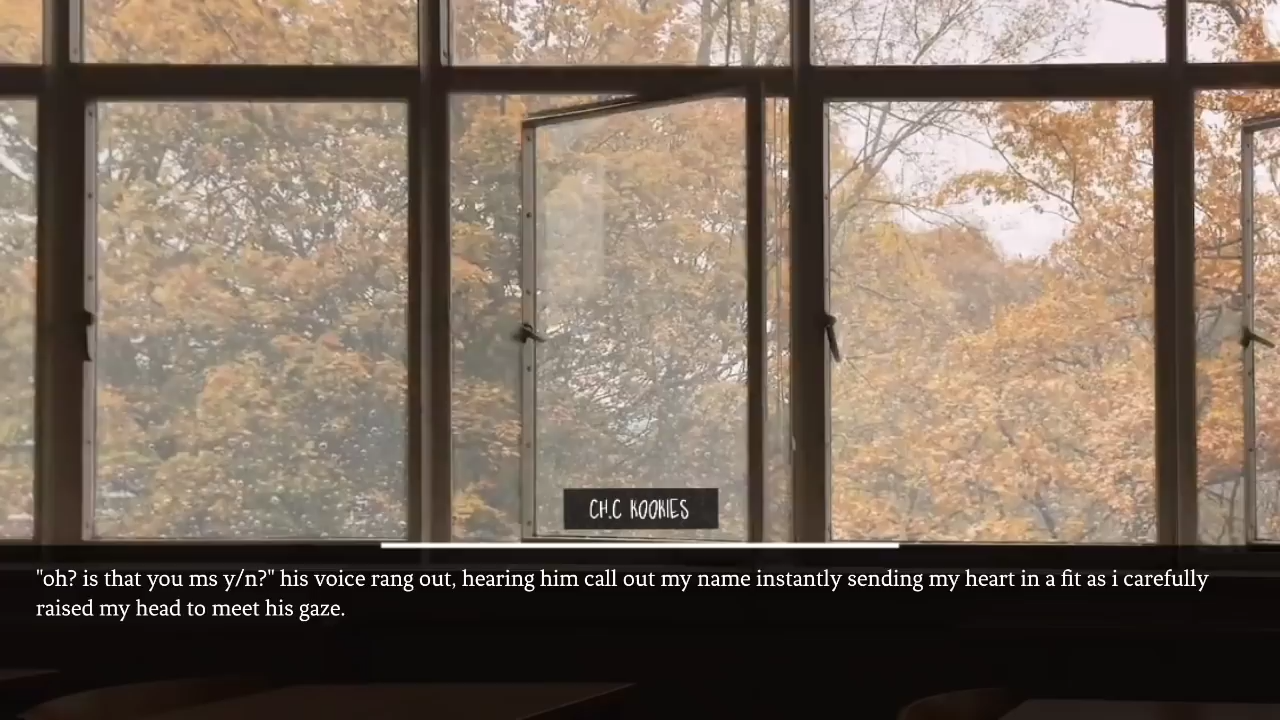 CH.C KOOKIES
"oh? is that you ms y/n?" his voice rang out, hearing him call out my name instantly sending my heart in a fit as i carefully
raised my head to meet his gaze.